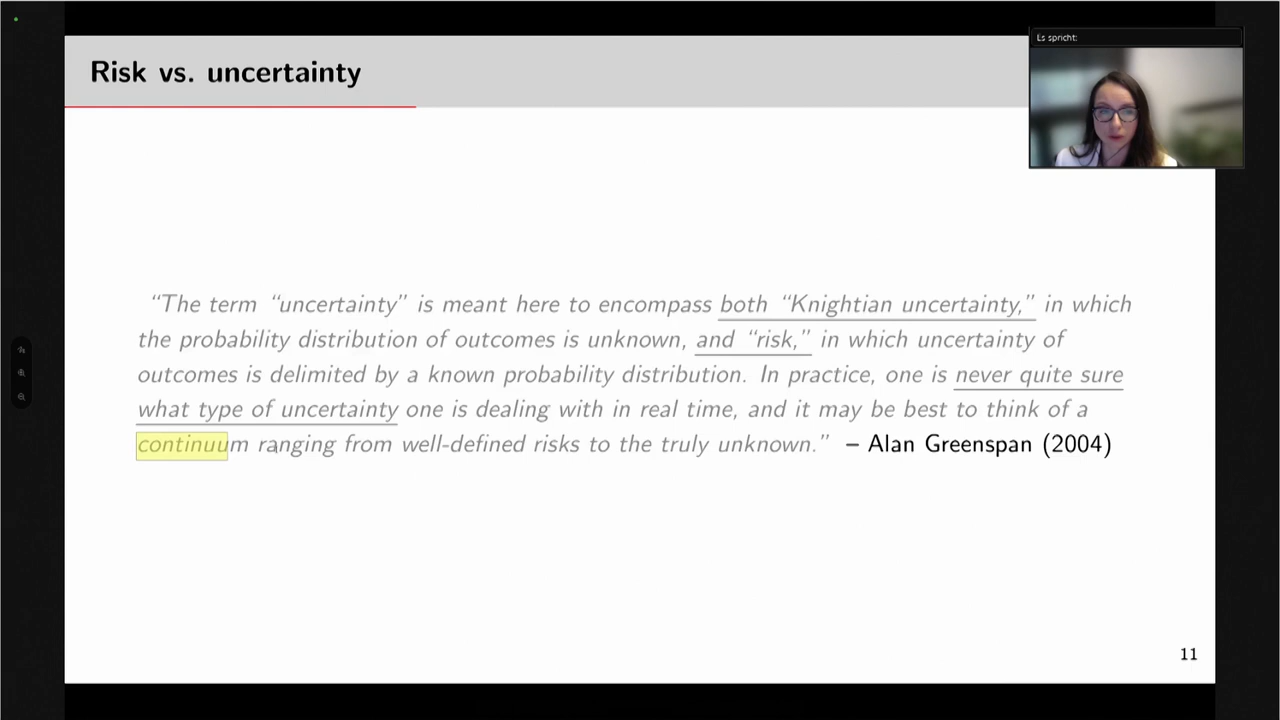 Risk vs. uncertainty
Es spricht:
“The term “uncertainty” is meant here to encompass both “Knightian uncertainty,” in which
the probability distribution of outcomes is unknown, and “risk,” in which uncertainty of
outcomes is delimited by a known probability distribution. In practice, one is never quite sure
what type of uncertainty one is dealing with in real time, and it may be best to think of a
continuum ranging from well-defined risks to the truly unknown.” – Alan Greenspan (2004)
11